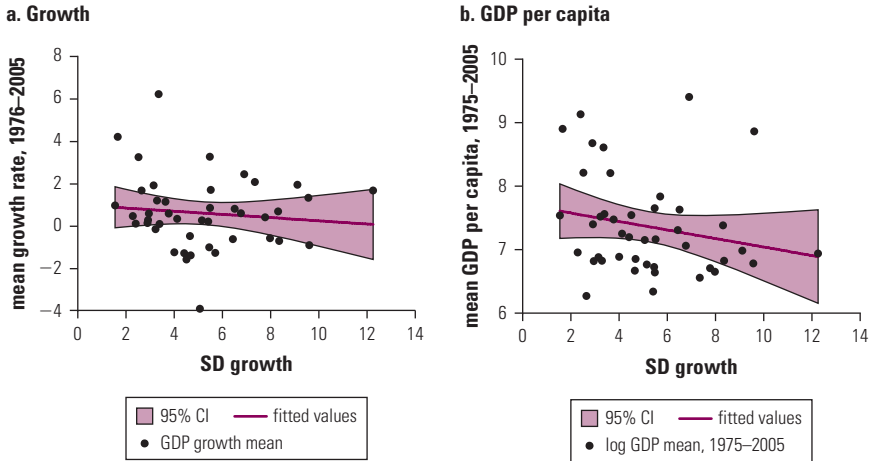 a. Growth
mean growth rate, 1976–2005
8
6
4
2
0
−2
−4
0 2 4 6 8 10 12 14
SD growth
95% CI fitted values
GDP growth mean
b. GDP per capita
mean GDP per capita, 1975–2005
10
9
8
7
6
0 2 4 6 8 10 12 14
SD growth
95% CI fitted values
log GDP mean, 1975–2005